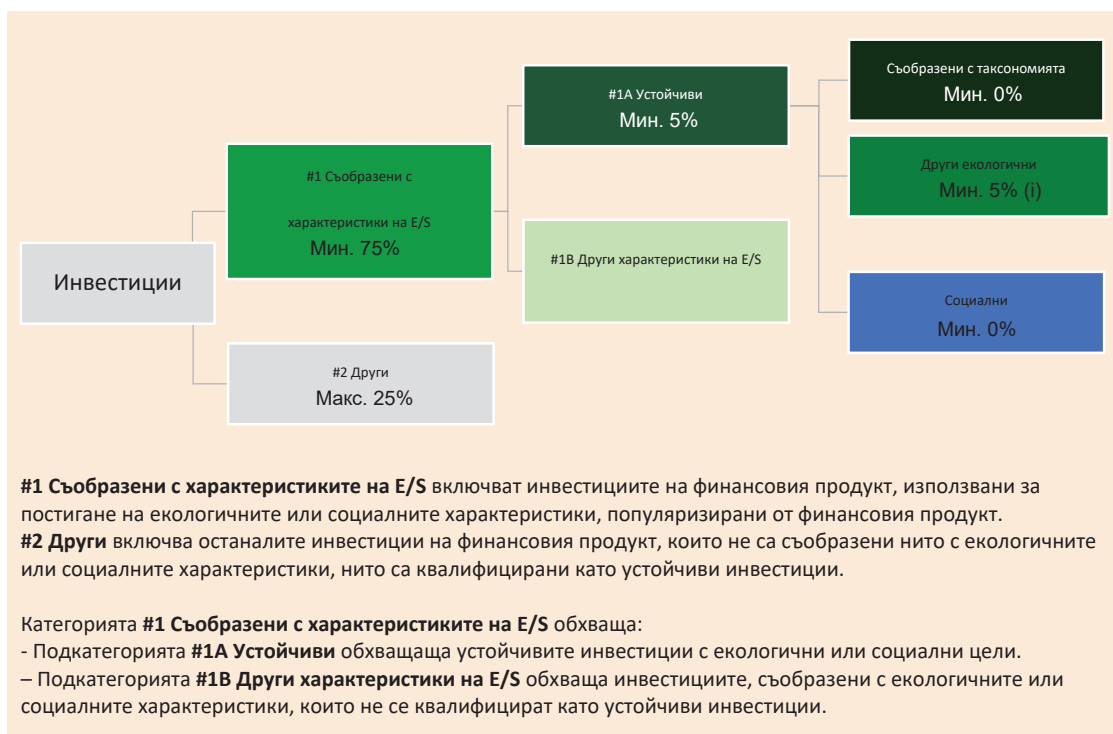 Инвестиции
#1 Съобразени с
характеристики на E/S
Мин. 75%
#2 Други
Макс. 25%
#1А Устойчиви
Мин. 5%
#1В Други характеристики на E/S
Съобразени с таксономията
Мин. 0%
Други екологични
Мин. 5% (i)
Социални
Мин. 0%
#1 Съобразени с характеристиките на E/S включват инвестициите на финансовия продукт, използвани за
постигане на екологичните или социалните характеристики, популяризирани от финансовия продукт.
#2 Други включва останалите инвестиции на финансовия продукт, които не са съобразени нито с екологичните
или социалните характеристики, нито са квалифицирани като устойчиви инвестиции.
Категорията #1 Съобразени с характеристиките на E/S обхваща:
- Подкатегорията #1А Устойчиви обхващаща устойчивите инвестиции с екологични или социални цели.
– Подкатегорията #1В Други характеристики на E/S обхваща инвестициите, съобразени с екологичните или
социалните характеристики, които не се квалифицират като устойчиви инвестиции.